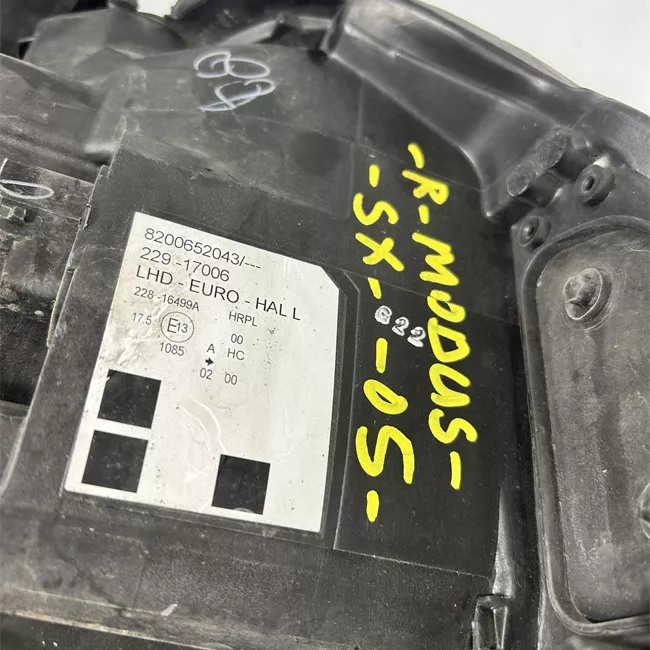 8200652043/---
229 -17006
LHD - EURO - HAL L
228 -16499A
HRPL
17.5
E13
00
1085
A
HC
02
00
-R-MODUS-
-SX-
G22
-05-